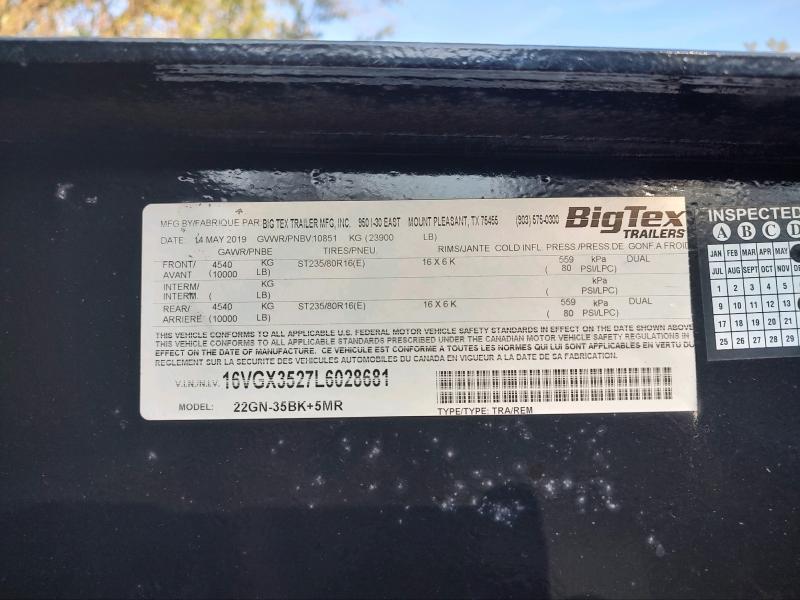 MFG BY/FABRIQUE PAR: BIG TEX TRAILER MFG, INC. 950 I-30 EAST MOUNT PLEASANT, TX 75455 (903) 575-0300
BigTex
TRAILERS
DATE: 14 MAY 2019 GVWR/PNBV/10851 KG (23900 LB)
GAWR/PNBE TIRES/PNEU RIMS/JANTE COLD INFL. PRESS/PRES.DE GONF.A FROID
FRONT/ 4540 KG ST235/80R16(E) 16 X 6 K 559 kPa DUAL
AVANT (10000 LB) ( 80 PSI/LPC)
INTERM/ KG kPa
INTERM. ( LB) ( PSI/LPC)
REAR/ 4540 KG ST235/80R16(E) 16 X 6 K 559 kPa DUAL
ARRIERE (10000 LB) ( 80 PSI/LPC)
THIS VEHICLE CONFORMS TO ALL APPLICABLE U.S. FEDERAL MOTOR VEHICLE SAFETY STANDARDS IN EFFECT ON THE DATE SHOWN ABOVE
THIS VEHICLE CONFORMS TO ALL APPLICABLE STANDARDS PRESCRIBED UNDER THE CANADIAN MOTOR VEHICLE SAFETY REGULATIONS IN
EFFECT ON THE DATE OF MANUFACTURE. CE VEHICULE EST CONFORME A TOUTES LES NORMES QUI LUI SONT APPLICABLES EN VERTU DU
REGLEMENT SUR LA SECURITE DES VEHICULES AUTOMOBILES DU CANADA EN VIGUEUR A LA DATE DE SA FABRICATION.
V.I.N./N.I.V. 16VGX3527L6028681
MODEL: 22GN-35BK+5MR
TYPE/TYPE: TRA/REM
INSPECTED
A B C D
JAN FEB MAR APR MAY
JUL AUG SEPT OCT NOV DE
1 2 3 4 5 6 7
9 10 11 12 13 14 15
17 18 19 20 21 22 23
25 26 27 28 29